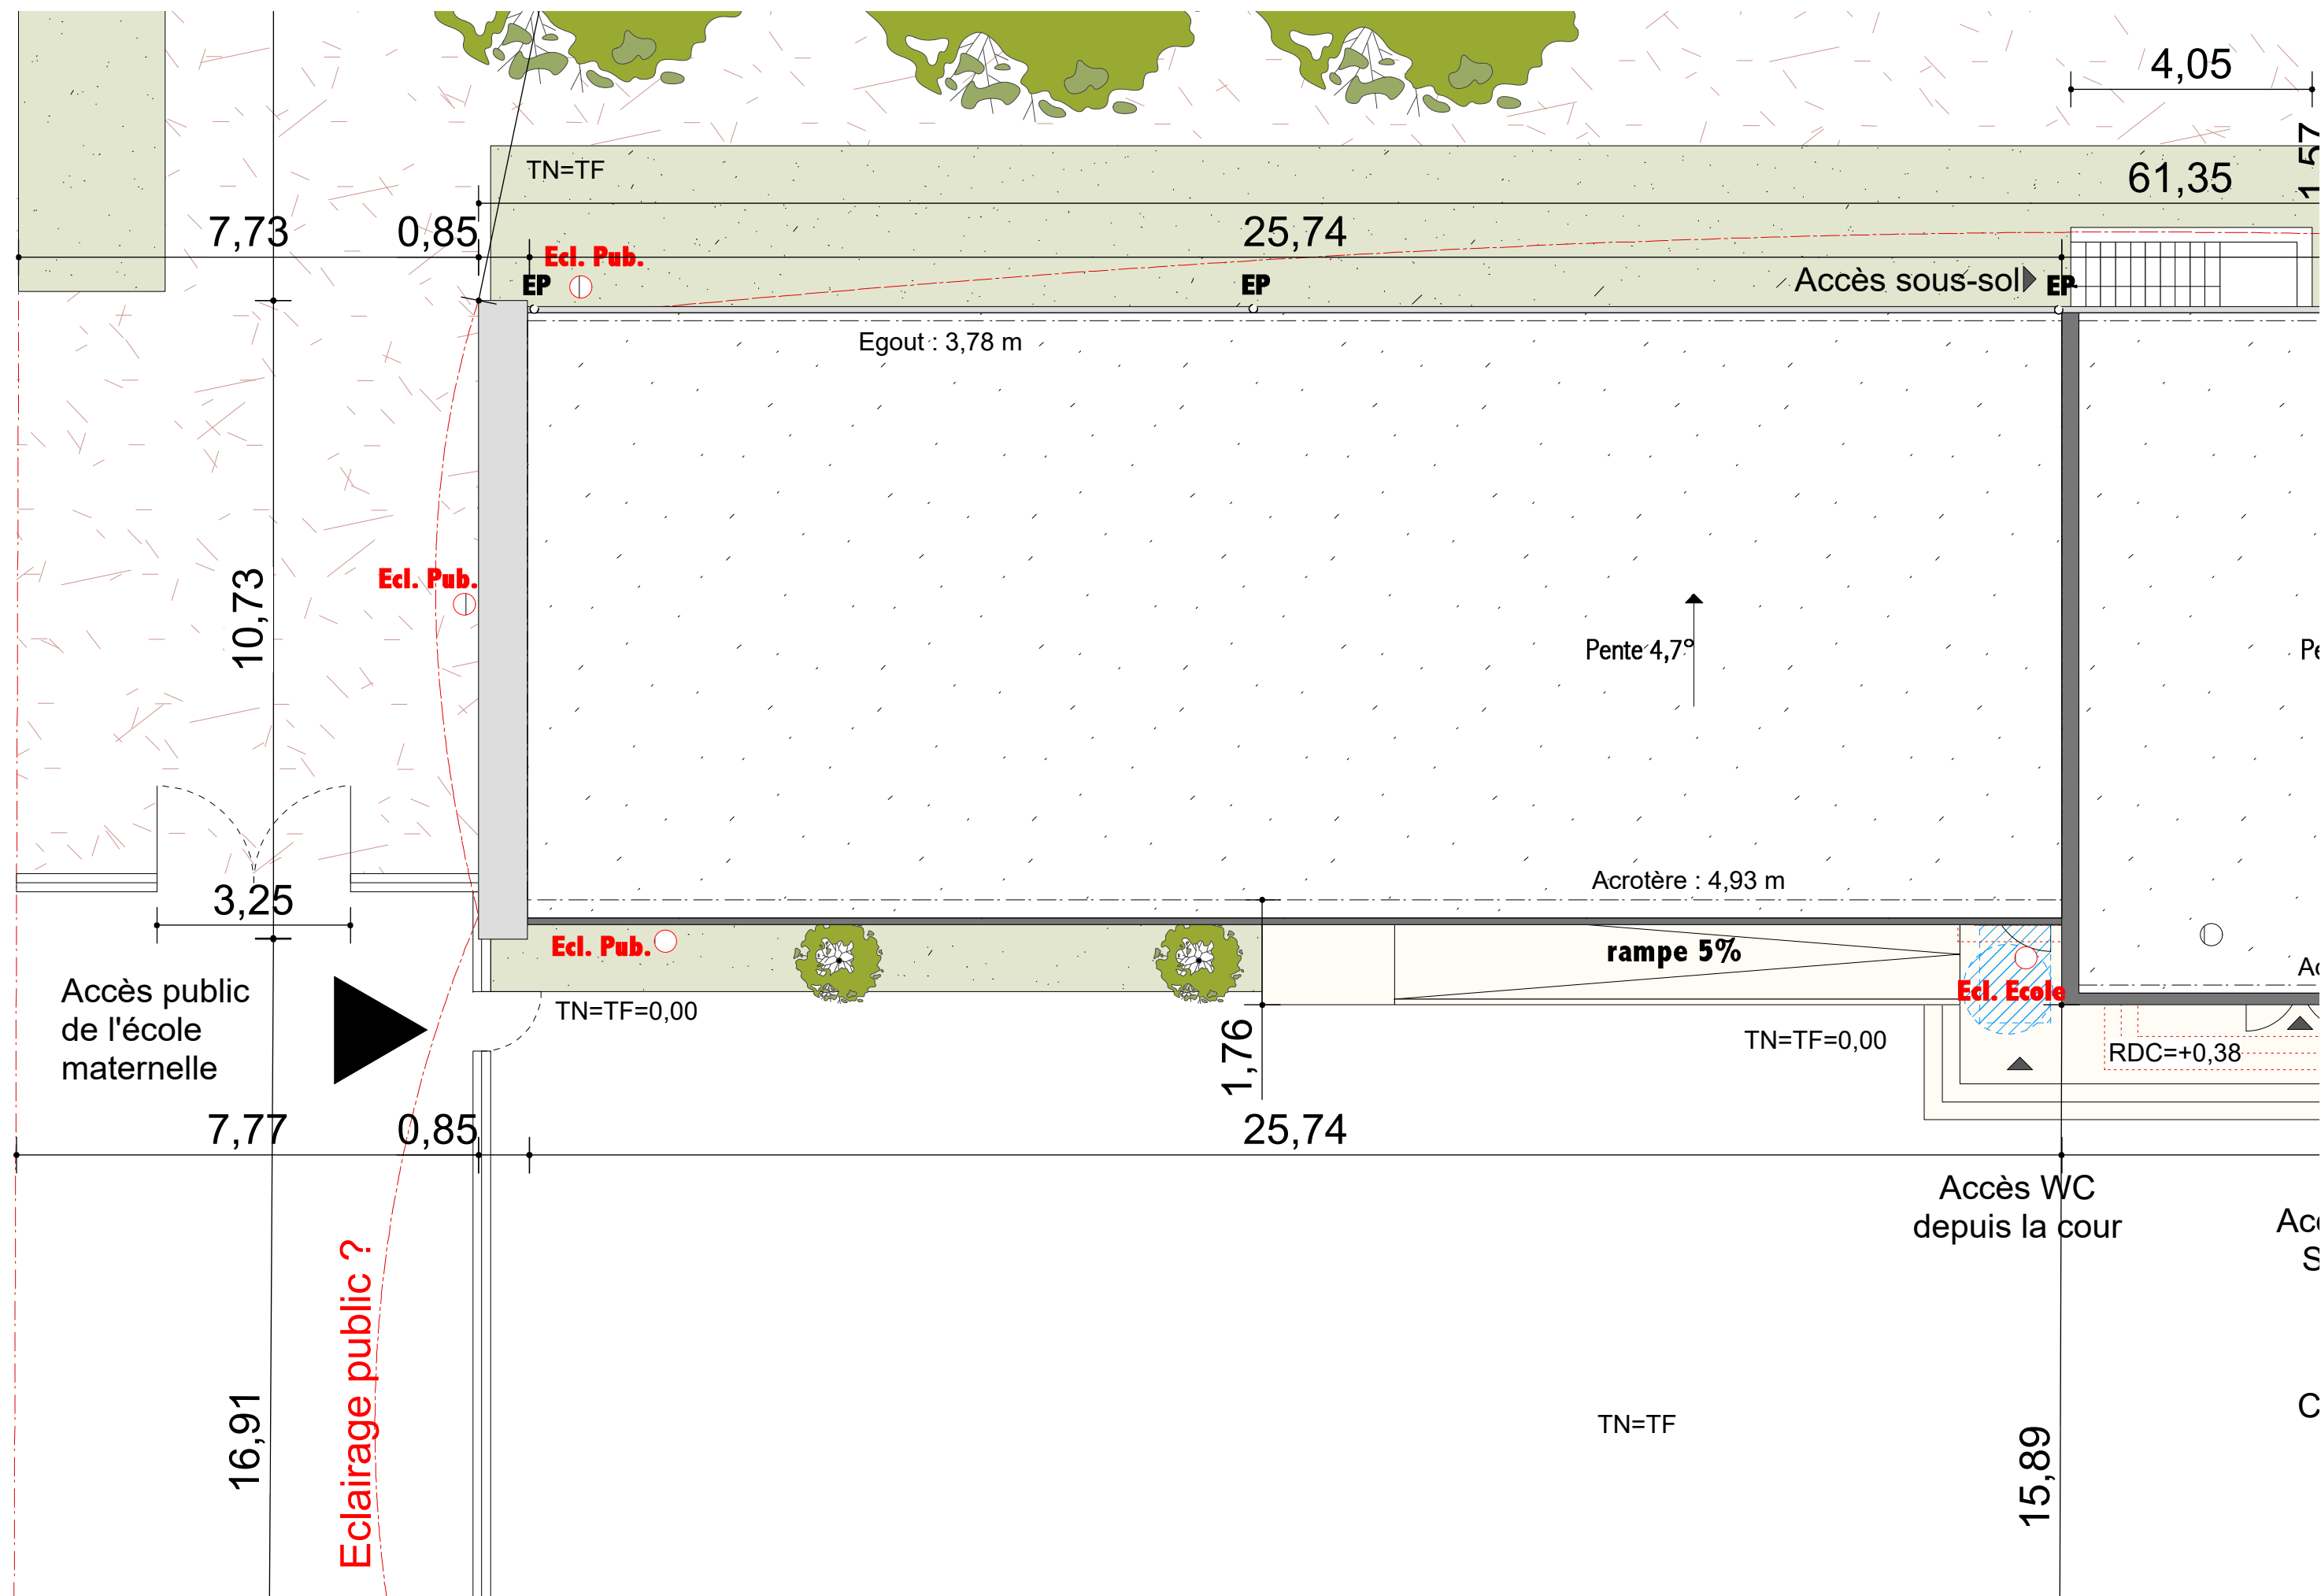 4,05
1,57
TN=TF
61,35
7,73
0,85
25,74
Ecl. Pub.
EP
EP
Accès sous-sol
EP
Egout : 3,78 m
Ecl. Pub.
10,73
Pente 4,7°
Acrotère : 4,93 m
3,25
Ecl. Pub.
rampe 5%
Accès public
de l'école
maternelle
Ecl. Ecole
TN=TF=0,00
1,76
TN=TF=0,00
RDC=+0,38
7,77
0,85
25,74
Accès WC
depuis la cour
Eclairage public ?
16,91
TN=TF
15,89